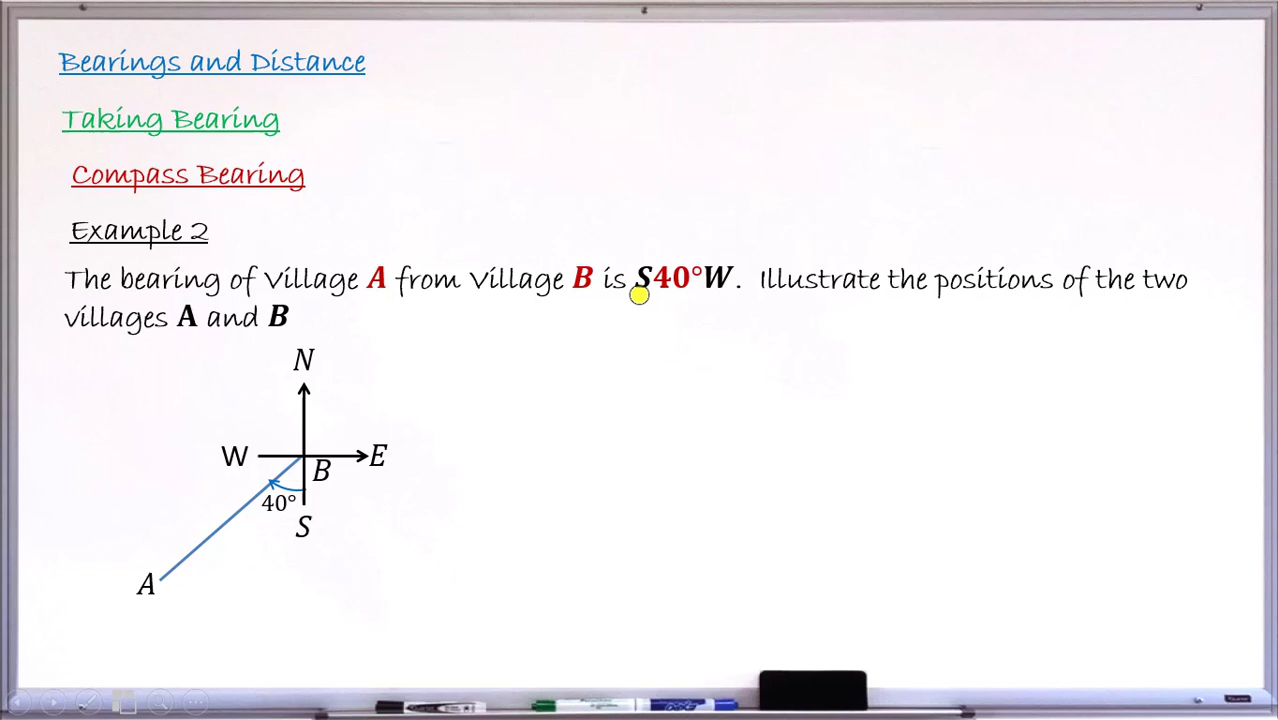 Bearings and Distance
Taking Bearing
Compass Bearing
Example 2
The bearing of Village A from Village B is S40°W. Illustrate the positions of the two
villages A and B
N
W
E
B
40°
S
A